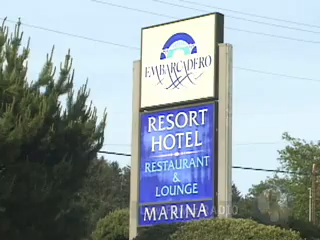 EMBARCADERO
RESORT
HOTEL
RESTAURANT
&
LOUNGE
MARINA